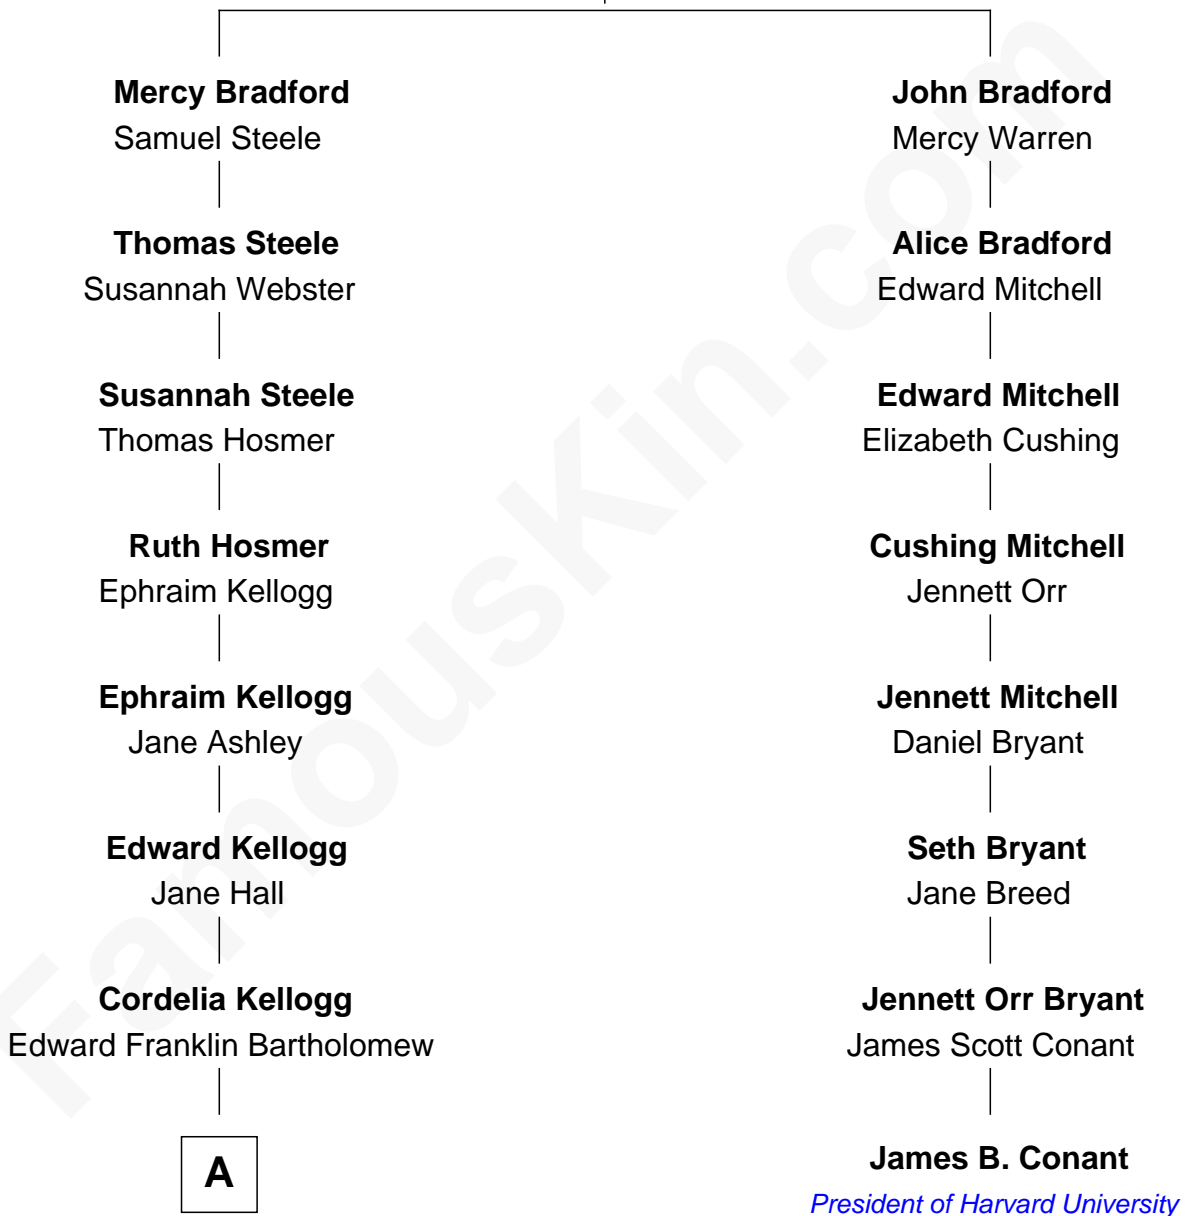 Mercy Bradford
Samuel Steele
John Bradford
Mercy Warren
Thomas Steele
Susannah Webster
Alice Bradford
Edward Mitchell
Susannah Steele
Thomas Hosmer
Edward Mitchell
Elizabeth Cushing
Ruth Hosmer
Ephraim Kellogg
Cushing Mitchell
Jennett Orr
Ephraim Kellogg
Jane Ashley
Jennett Mitchell
Daniel Bryant
Edward Kellogg
Jane Hall
Seth Bryant
Jane Breed
Cordelia Kellogg
Edward Franklin Bartholomew
Jennett Orr Bryant
James Scott Conant
A
James B. Conant
President of Harvard University
FamousKin.com